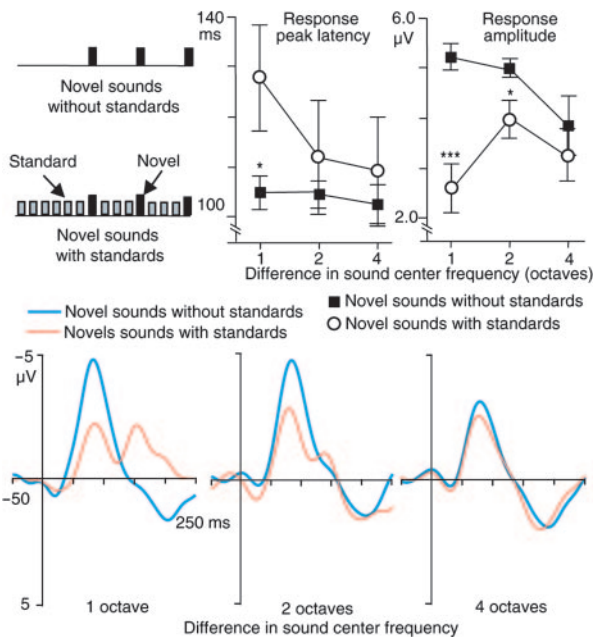 Novel sounds
without standards
Standard
Novel
Novel sounds
with standards
140
ms
100
Response
peak latency
*
1
2
4
6.0
µV
2.0
Response
amplitude
***
*
1
2
4
Difference in sound center frequency (octaves)
Novel sounds without standards
Novels sounds with standards
Novel sounds without standards
Novel sounds with standards
−5
µV
−50
250 ms
5
1 octave
2 octaves
4 octaves
Difference in sound center frequency